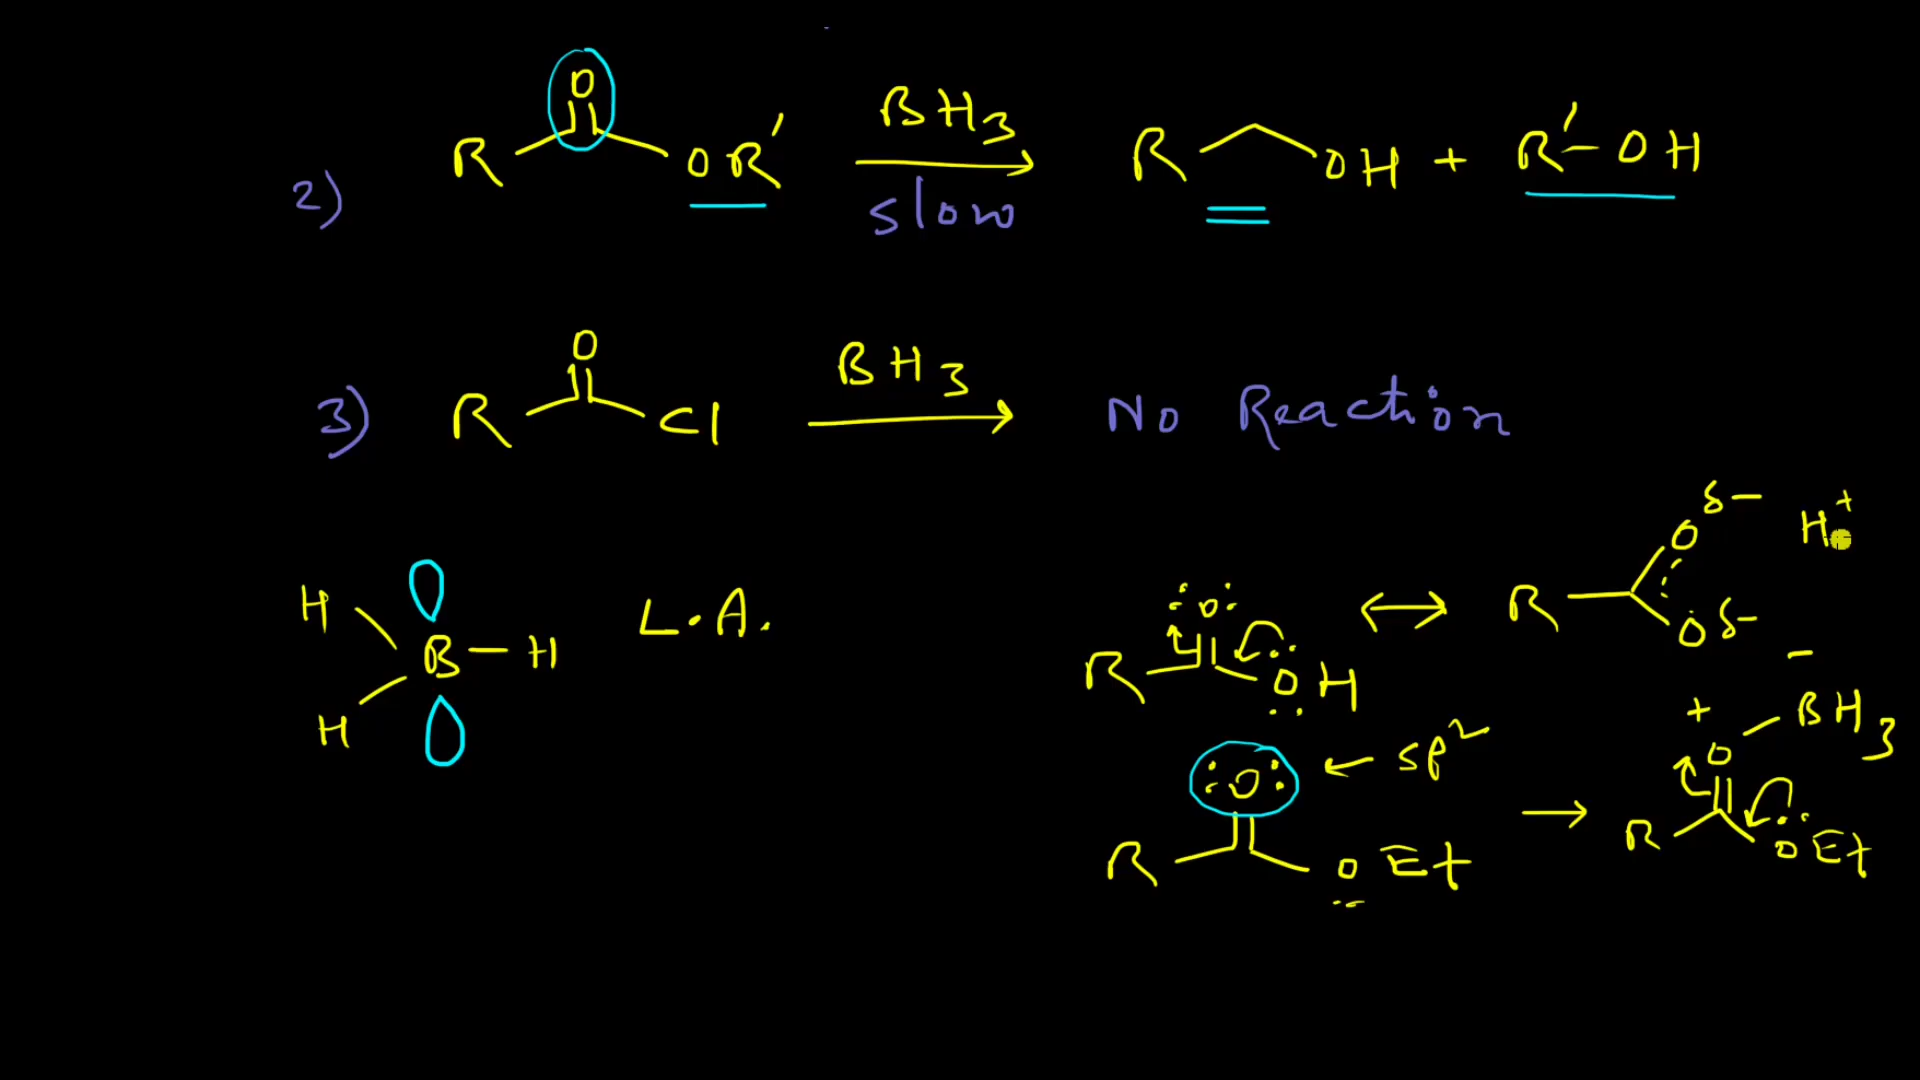 2) R O OR' BH3 slow R OH + R'-OH
3) R O Cl BH3 No Reaction
H B-H H L.A.
R :O: OH ↔ R O δ- O δ- H+
R :O: OEt ← sp² → R O + - BH3 OEt